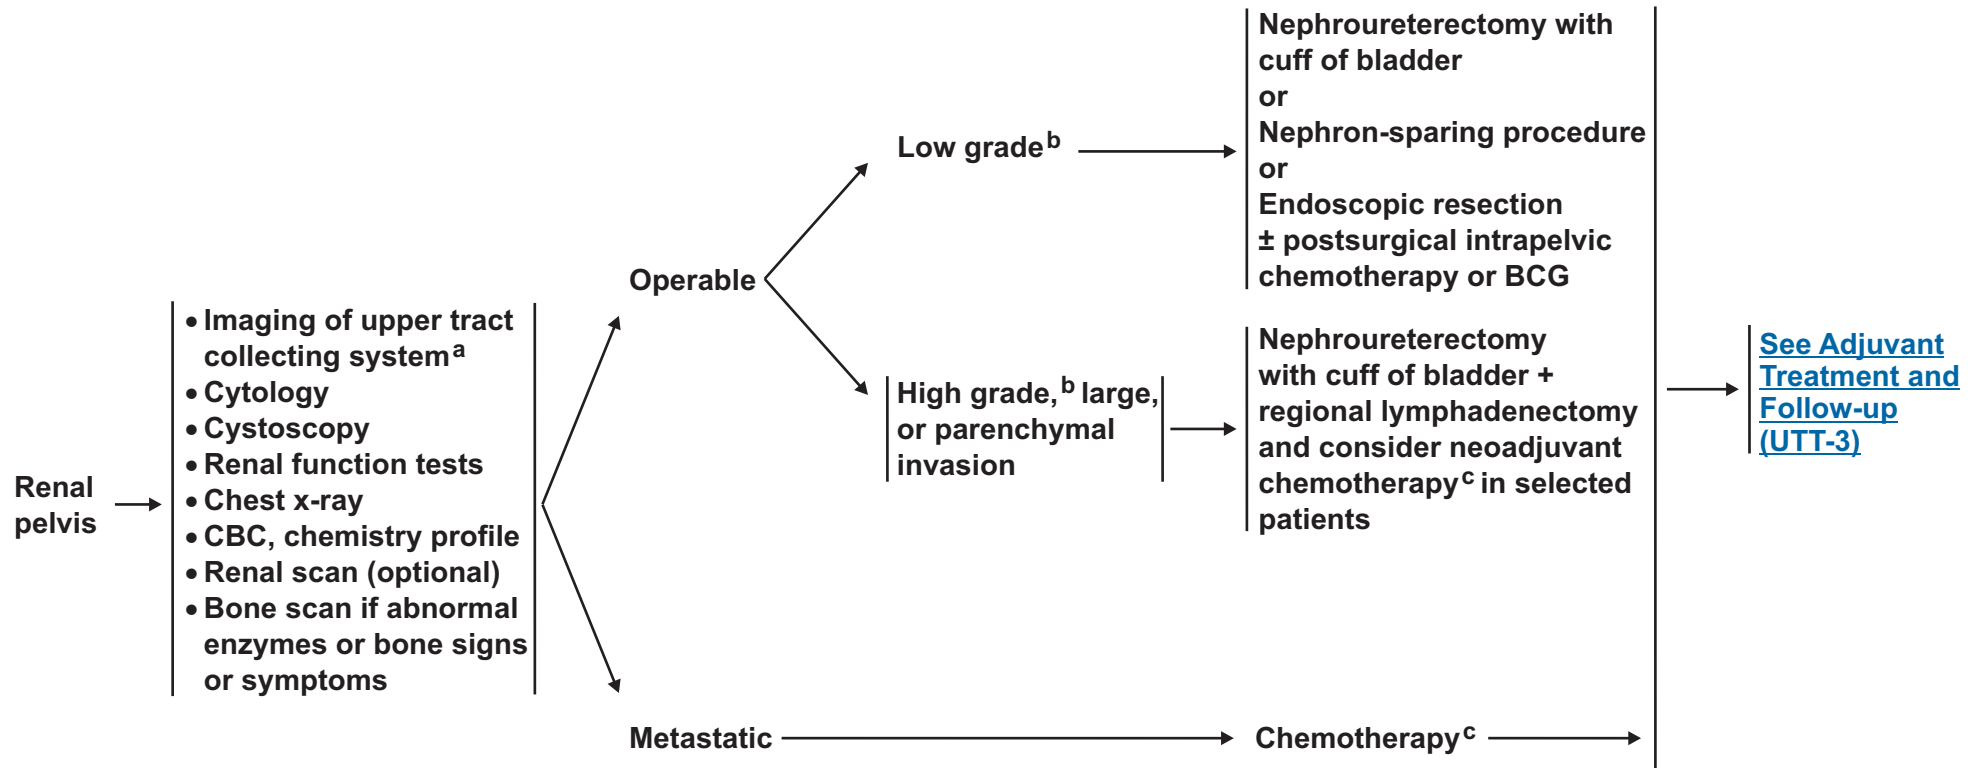 Renal
pelvis
• Imaging of upper tract
collecting system a
• Cytology
• Cystoscopy
• Renal function tests
• Chest x-ray
• CBC, chemistry profile
• Renal scan (optional)
• Bone scan if abnormal
enzymes or bone signs
or symptoms
Operable
Metastatic
Low grade b
High grade, b large,
or parenchymal
invasion
Nephroureterectomy with
cuff of bladder
or
Nephron-sparing procedure
or
Endoscopic resection
± postsurgical intrapelvic
chemotherapy or BCG
Nephroureterectomy
with cuff of bladder +
regional lymphadenectomy
and consider neoadjuvant
chemotherapy c in selected
patients
Chemotherapy c
See Adjuvant
Treatment and
Follow-up
(UTT-3)